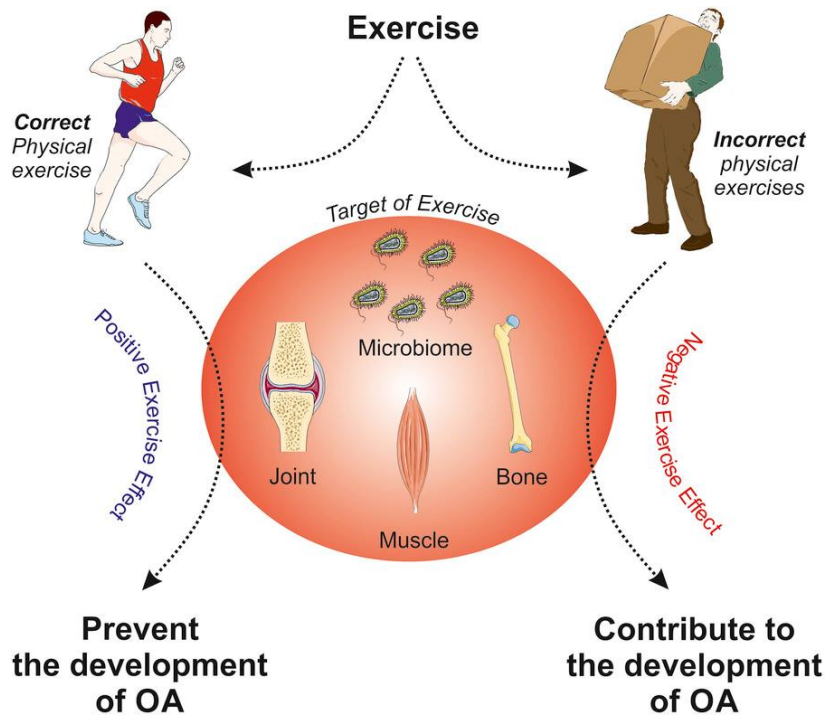 Exercise
Correct
Physical
exercise
Incorrect
physical
exercises
Target of Exercise
Microbiome
Joint
Bone
Muscle
Positive Exercise Effect
Negative Exercise Effect
Prevent
the development
of OA
Contribute to
the development
of OA